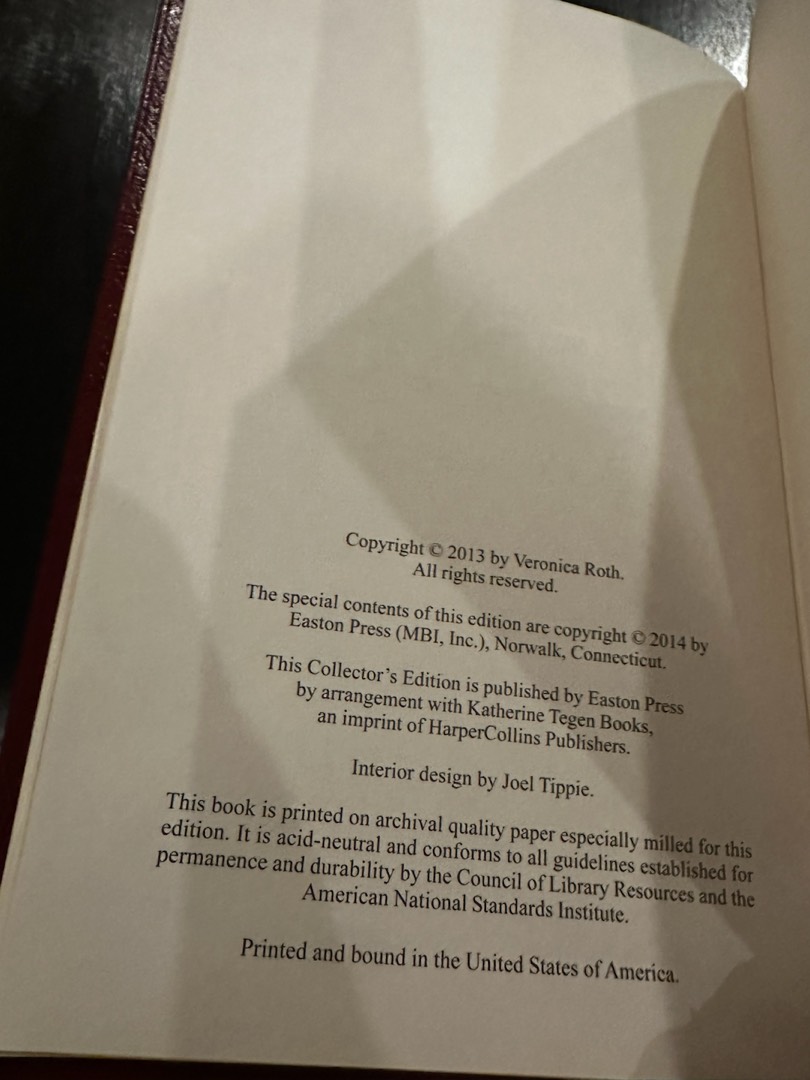 Copyright © 2013 by Veronica Roth.
All rights reserved.
The special contents of this edition are copyright © 2014 by
Easton Press (MBI, Inc.), Norwalk, Connecticut.
This Collector's Edition is published by Easton Press
by arrangement with Katherine Tegen Books,
an imprint of HarperCollins Publishers.
Interior design by Joel Tippie.
This book is printed on archival quality paper especially milled for this
edition. It is acid-neutral and conforms to all guidelines established for
permanence and durability by the Council of Library Resources and the
American National Standards Institute.
Printed and bound in the United States of America.